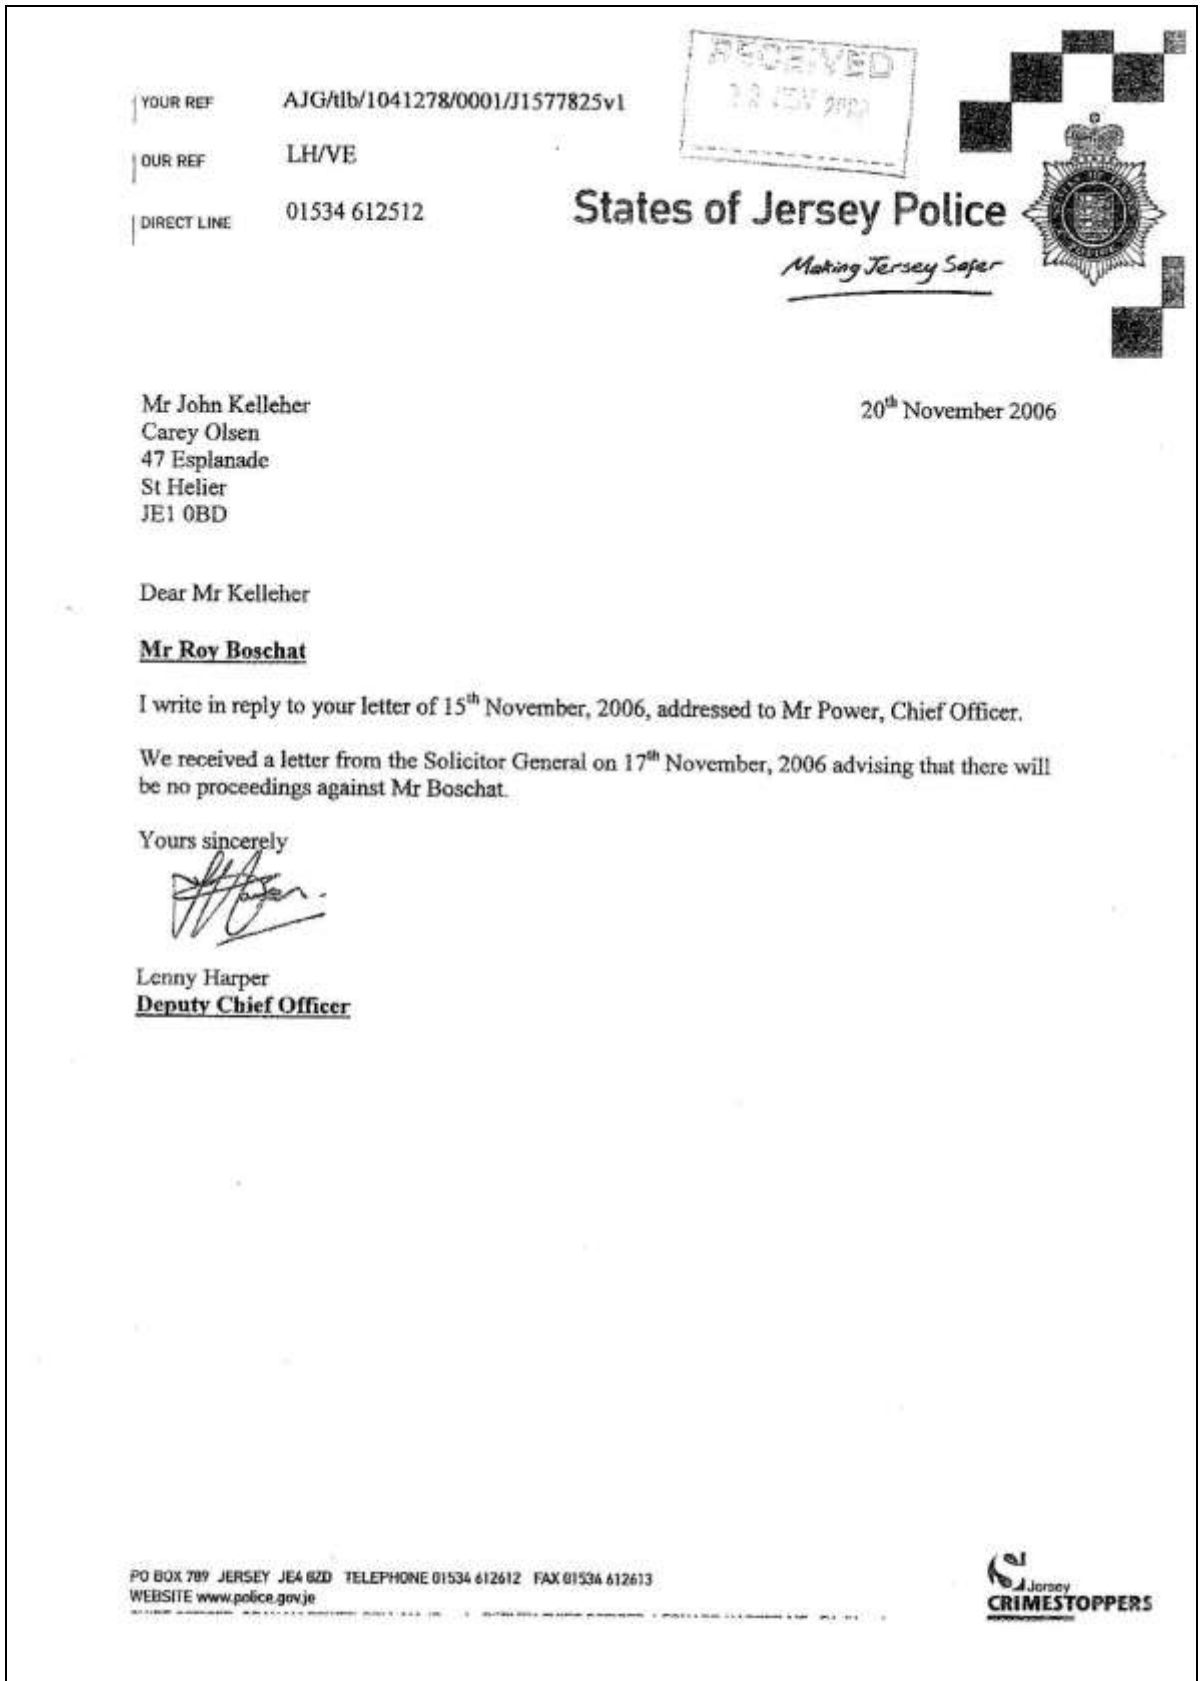 RECEIVED
YOUR REF AJG/tlb/1041278/0001/J1577825v1
OUR REF LH/VE
DIRECT LINE 01534 612512
States of Jersey Police
Making Jersey Safer
Mr John Kelleher
20th November 2006
Carey Olsen
47 Esplanade
St Helier
JE1 0BD
Dear Mr Kelleher
Mr Roy Boschat
I write in reply to your letter of 15th November, 2006, addressed to Mr Power, Chief Officer.
We received a letter from the Solicitor General on 17th November, 2006 advising that there will
be no proceedings against Mr Boschat.
Yours sincerely
Lenny Harper
Deputy Chief Officer
PO BOX 789 JERSEY JE4 8ZD TELEPHONE 01534 612612 FAX 01534 612613
WEBSITE www.police.gov.je
Jersey
CRIMESTOPPERS